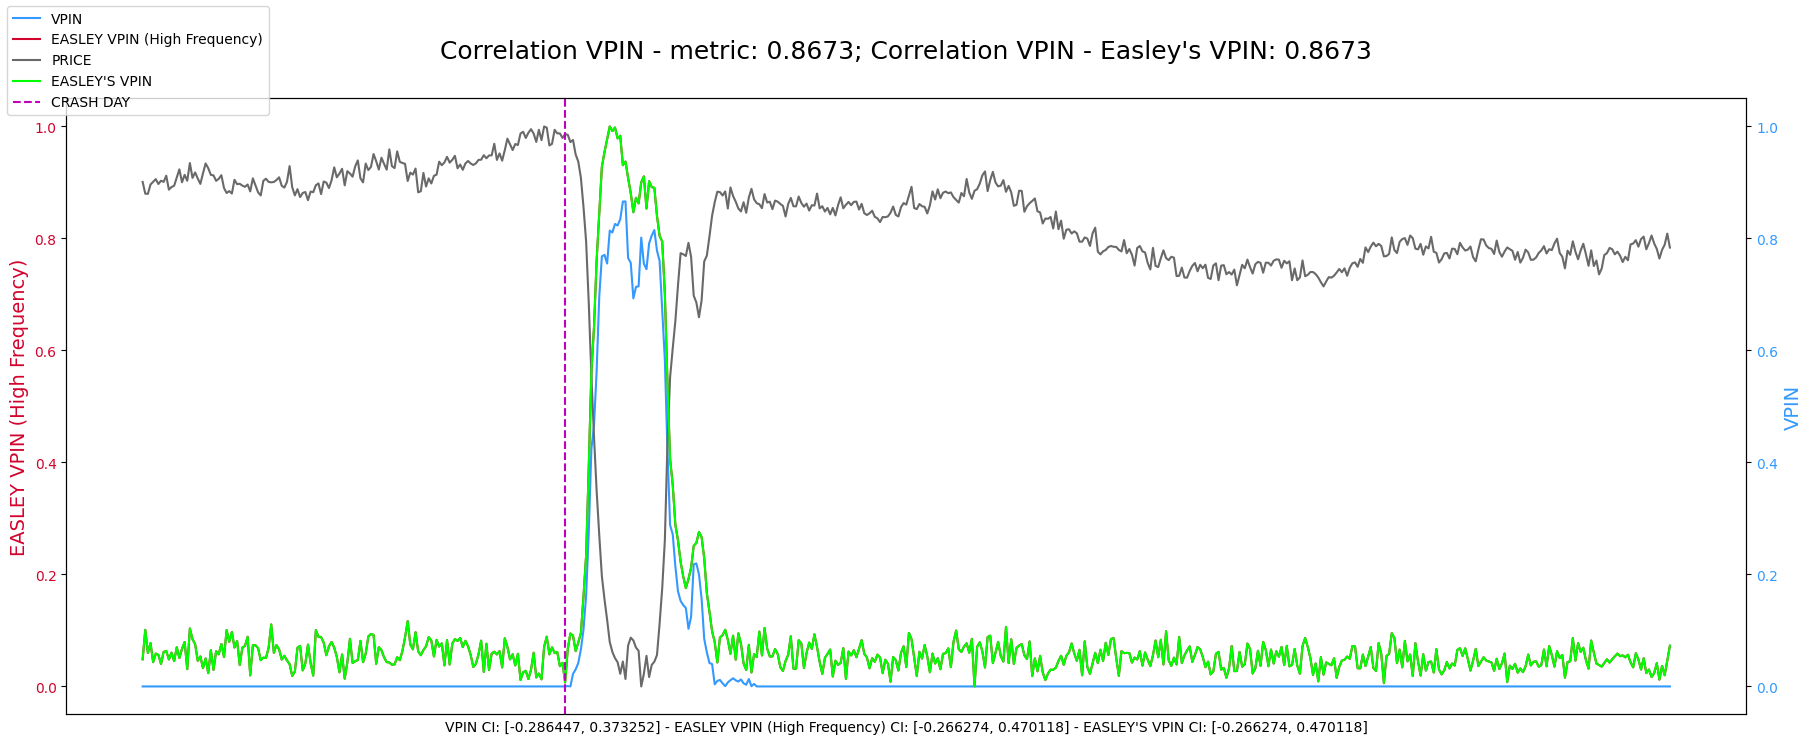 VPIN
EASLEY VPIN (High Frequency)
PRICE
EASLEY'S VPIN
CRASH DAY
Correlation VPIN - metric: 0.8673; Correlation VPIN - Easley's VPIN: 0.8673
EASLEY VPIN (High Frequency)
1.0
0.8
0.6
0.4
0.2
0.0
1.0
0.8
0.6
0.4
0.2
0.0
VPIN
VPIN CI: [-0.286447, 0.373252] - EASLEY VPIN (High Frequency) CI: [-0.266274, 0.470118] - EASLEY'S VPIN CI: [-0.266274, 0.470118]